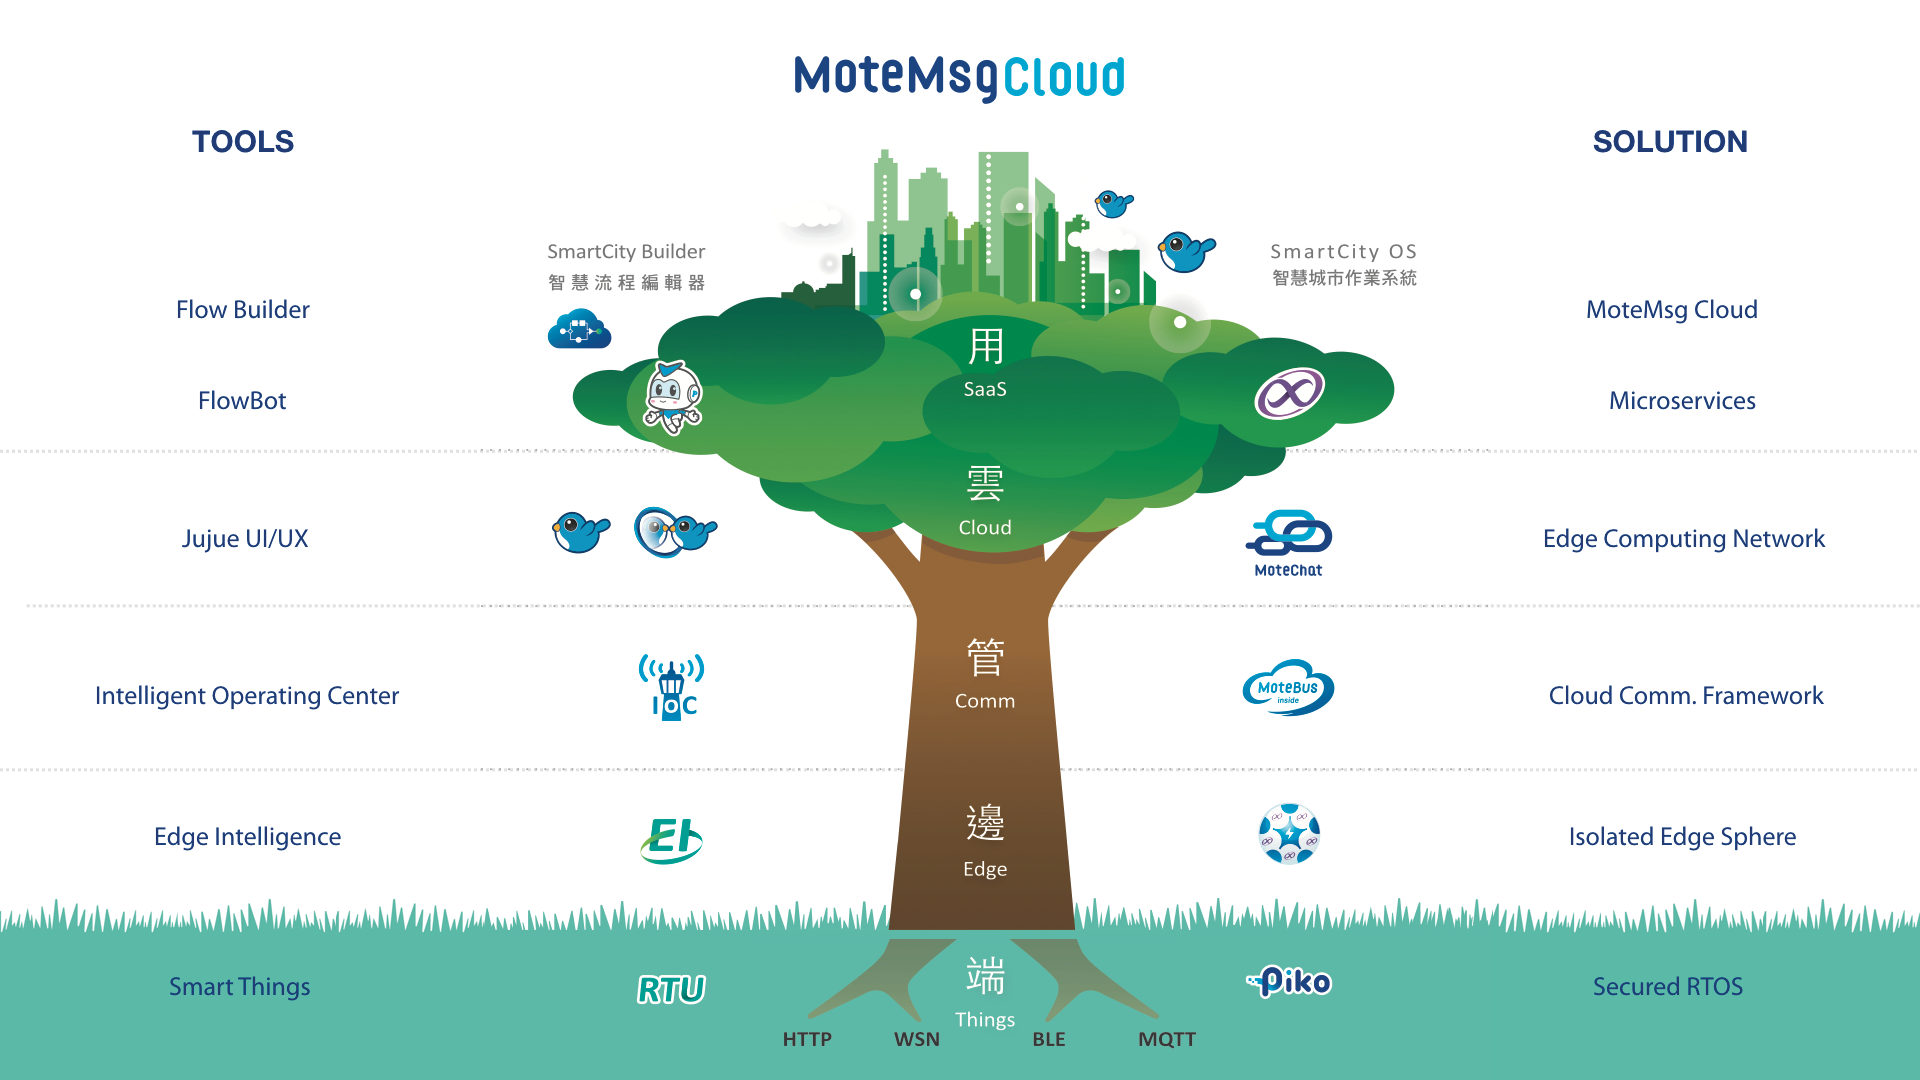 MoteMsgCloud
TOOLS
SOLUTION
SmartCity Builder
智慧流程編輯器
SmartCity OS
智慧城市作業系統
Flow Builder
MoteMsg Cloud
用
SaaS
FlowBot
P
Microservices
雲
Cloud
Jujue UI/UX
MoteChat
Edge Computing Network
管
Comm
Intelligent Operating Center
IOC
MoteBus
inside
Cloud Comm. Framework
邊
Edge
Edge Intelligence
EI
Isolated Edge Sphere
端
Things
Smart Things
RTU
Piko
Secured RTOS
HTTP
WSN
BLE
MQTT